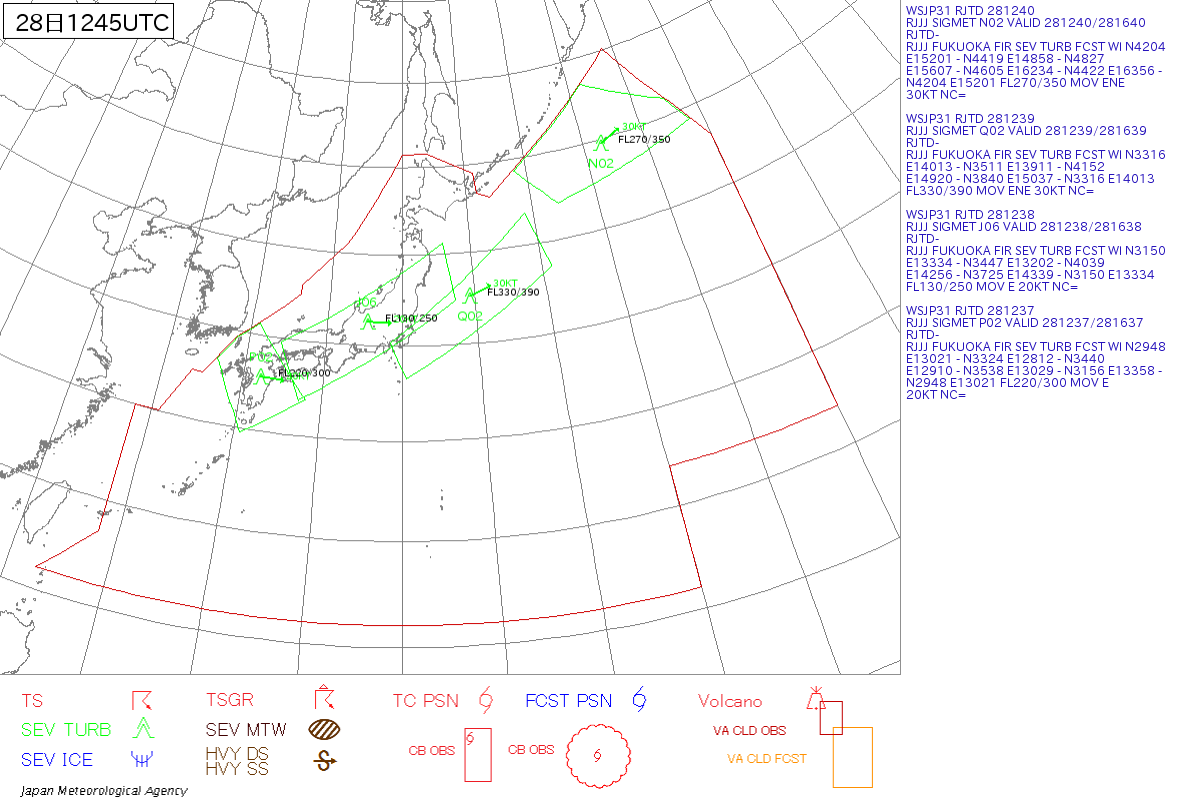 28日1245UTC
WSJP31 RJTD 281240
RJJJ SIGMET N02 VALID 281240/281640
RJTD-
RJJJ FUKUOKA FIR SEV TURB FCST WI N4204
E15201 - N4419 E14858 - N4827
E15607 - N4605 E16234 - N4422 E16356 -
N4204 E15201 FL270/350 MOV ENE
30KT NC=
WSJP31 RJTD 281239
RJJJ SIGMET Q02 VALID 281239/281639
RJTD-
RJJJ FUKUOKA FIR SEV TURB FCST WI N3316
E14013 - N3511 E13911 - N4152
E14920 - N3840 E15037 - N3316 E14013
FL330/390 MOV ENE 30KT NC=
WSJP31 RJTD 281238
RJJJ SIGMET J06 VALID 281238/281638
RJTD-
RJJJ FUKUOKA FIR SEV TURB FCST WI N3150
E13334 - N3447 E13202 - N4039
E14256 - N3725 E14339 - N3150 E13334
FL130/250 MOV E 20KT NC=
WSJP31 RJTD 281237
RJJJ SIGMET P02 VALID 281237/281637
RJTD-
RJJJ FUKUOKA FIR SEV TURB FCST WI N2948
E13021 - N3324 E12812 - N3440
E12910 - N3538 E13029 - N3156 E13358 -
N2948 E13021 FL220/300 MOV E
20KT NC=
30KT
FL270/350
N02
30KT
FL330/390
Q02
J06
FL130/250
P02
FL220/300
TS
TSGR
TC PSN
FCST PSN
Volcano
SEV TURB
SEV MTW
VA CLD OBS
SEV ICE
HVY DS
HVY SS
CB OBS
CB OBS
VA CLD FCST
Japan Meteorological Agency